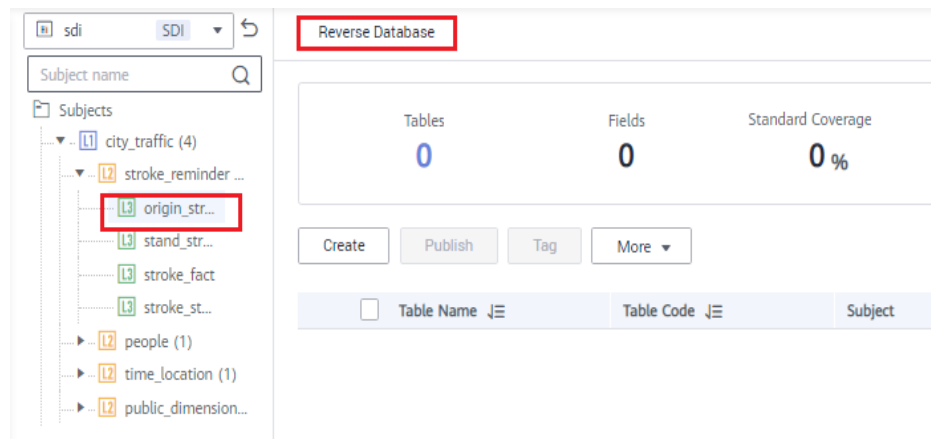 sdi SDI
Subject name
Subjects
L1 city_traffic (4)
L2 stroke_reminder ...
L3 origin_str...
L3 stand_str...
L3 stroke_fact
L3 stroke_st...
L2 people (1)
L2 time_location (1)
L2 public_dimension...
Reverse Database
Tables Fields Standard Coverage
0 0 0 %
Create Publish Tag More
Table Name Table Code Subject